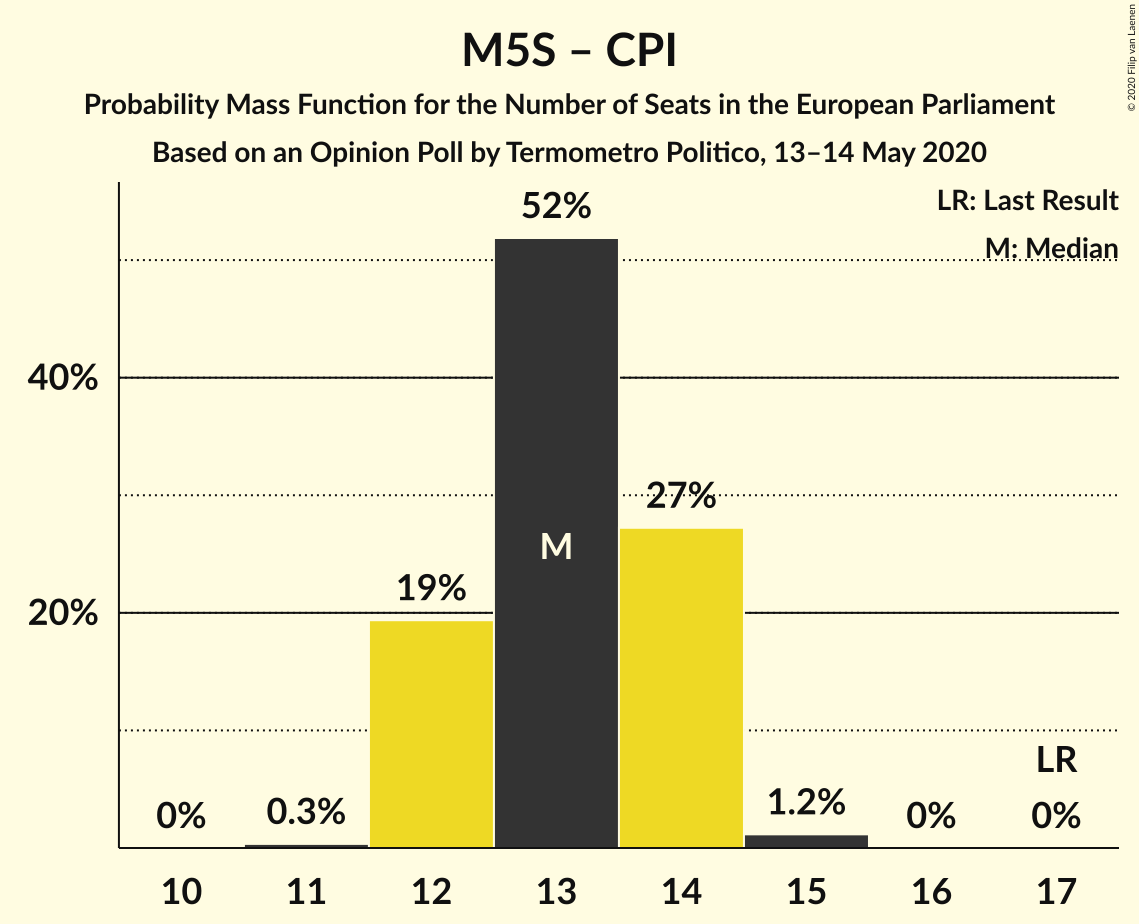 M5S – CPI
Probability Mass Function for the Number of Seats in the European Parliament
Based on an Opinion Poll by Termometro Politico, 13–14 May 2020
© 2020 Filip van Laenen
LR: Last Result
M: Median
52%
40%
27%
M
19%
20%
LR
0%
0.3%
1.2%
0%
0%
10 11 12 13 14 15 16 17